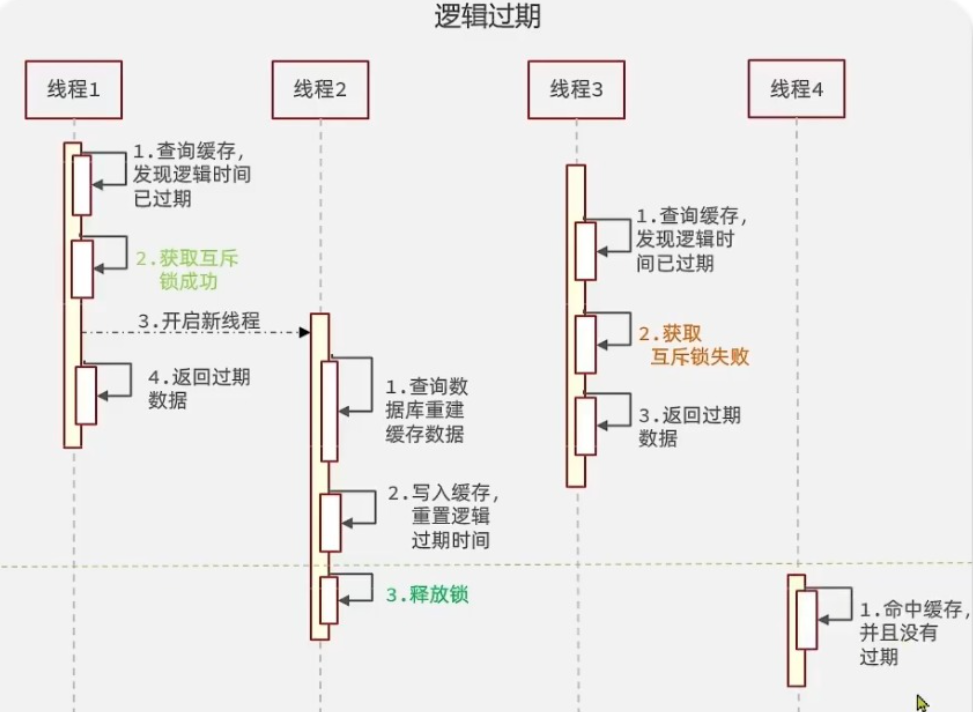 逻辑过期
线程1
线程2
线程3
线程4
1.查询缓存，
发现逻辑时间
已过期
2.获取互斥
锁成功
3.开启新线程
4.返回过期
数据
1.查询数
据库重建
缓存数据
2.写入缓存，
重置逻辑
过期时间
3.释放锁
1.查询缓存，
发现逻辑时
间已过期
2.获取
互斥锁失败
3.返回过期
数据
1.命中缓存，
并且没有
过期